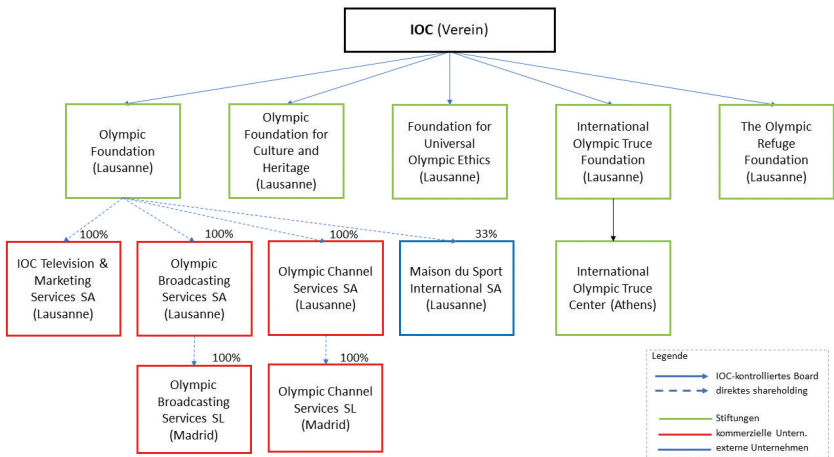 IOC (Verein)
Olympic
Foundation
(Lausanne)
Olympic
Foundation for
Culture and
Heritage
(Lausanne)
Foundation for
Universal
Olympic Ethics
(Lausanne)
International
Olympic Truce
Foundation
(Lausanne)
The Olympic
Refuge
Foundation
(Lausanne)
100%
100%
100%
33%
IOC Television &
Marketing
Services SA
(Lausanne)
Olympic
Broadcasting
Services SA
(Lausanne)
Olympic Channel
Services SA
(Lausanne)
Maison du Sport
International SA
(Lausanne)
International
Olympic Truce
Center (Athens)
100%
100%
Olympic
Broadcasting
Services SL
(Madrid)
Olympic Channel
Services SL
(Madrid)
Legende
IOC-kontrolliertes Board
direktes shareholding
Stiftungen
kommerzielle Untern.
externe Unternehmen